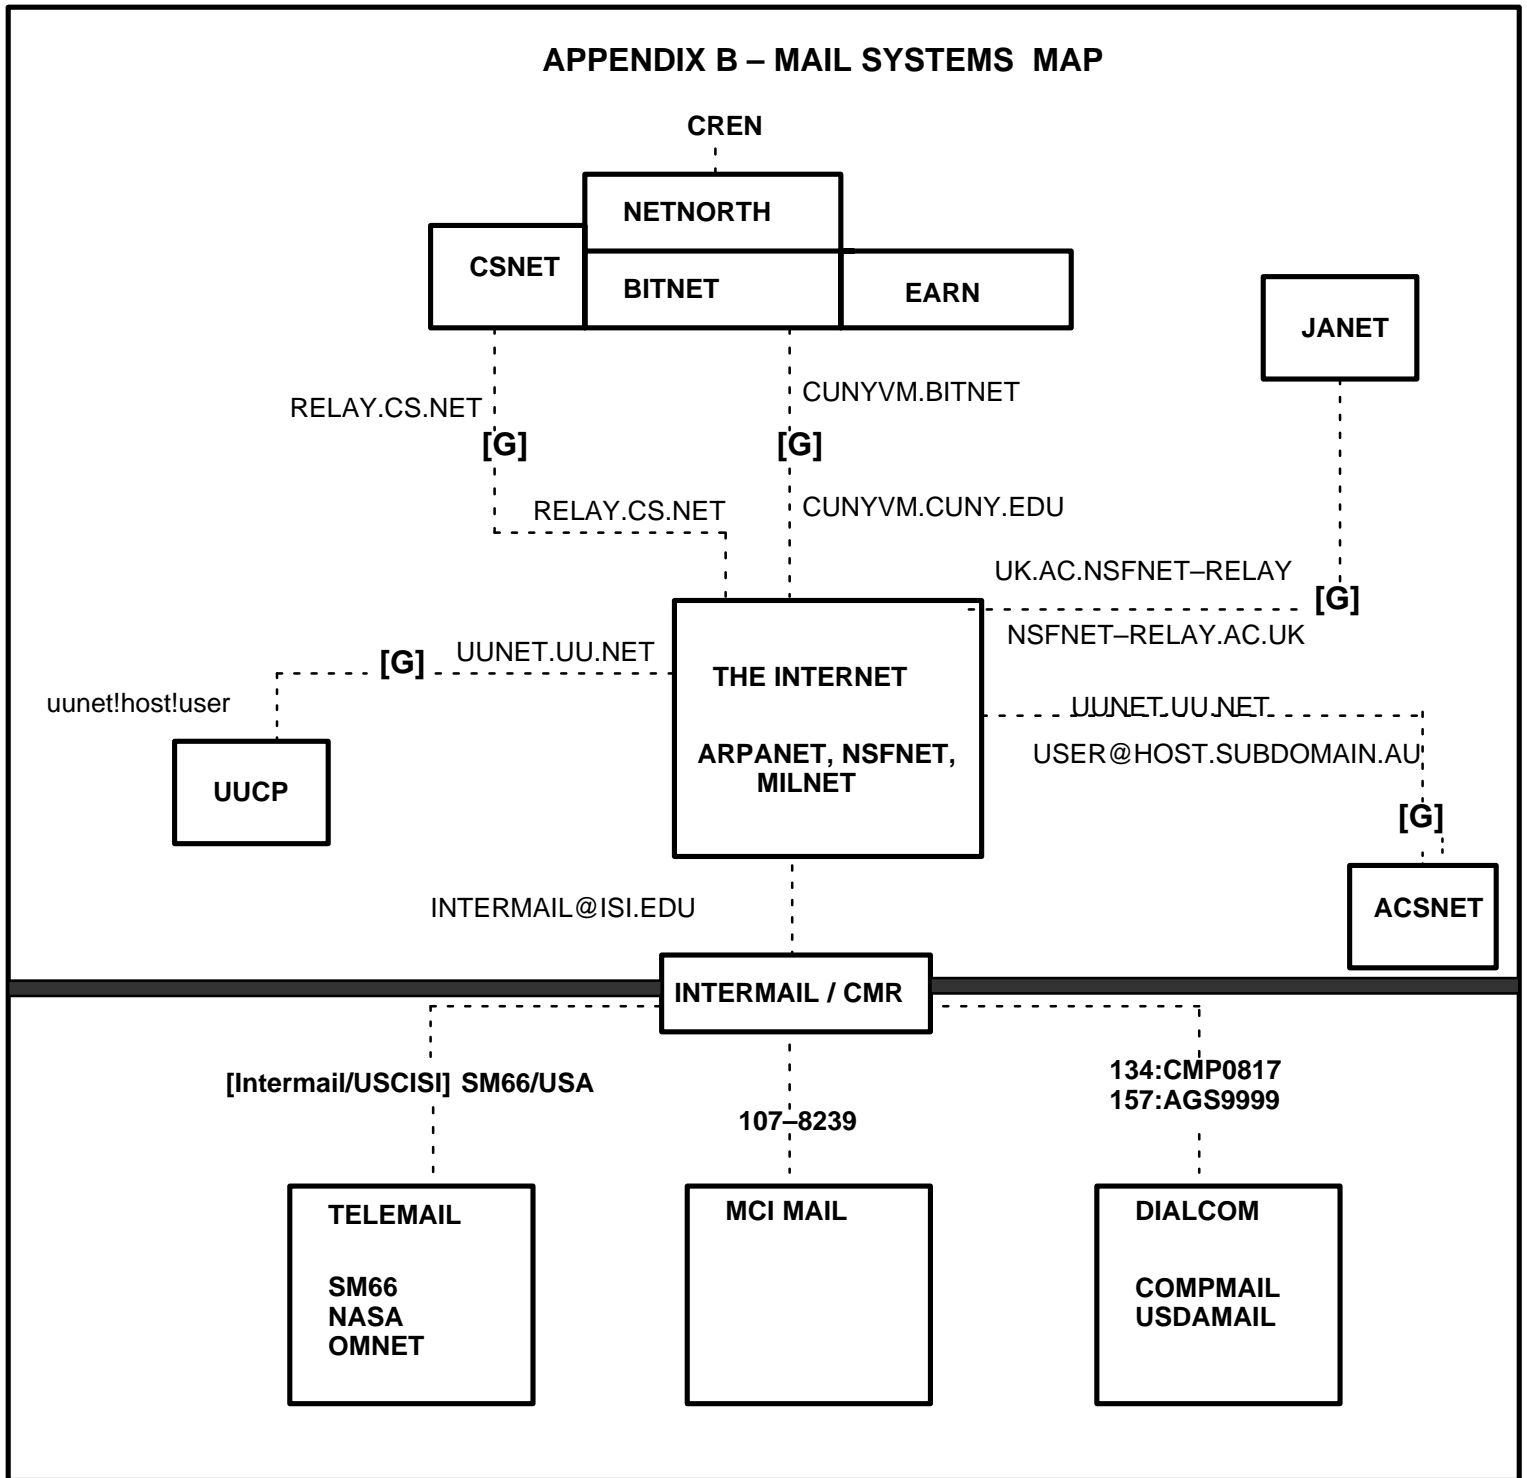 APPENDIX B – MAIL SYSTEMS MAP
CREN
NETNORTH
CSNET
BITNET
EARN
JANET
RELAY.CS.NET
CUNYVM.BITNET
[G]
[G]
RELAY.CS.NET
CUNYVM.CUNY.EDU
UK.AC.NSFNET–RELAY
[G]
NSFNET–RELAY.AC.UK
[G]
UUNET.UU.NET
uunet!host!user
THE INTERNET
ARPANET, NSFNET,
MILNET
UUNET.UU.NET
USER@HOST.SUBDOMAIN.AU
UUCP
[G]
INTERMAIL@ISI.EDU
ACSNET
INTERMAIL / CMR
[Intermail/USCISI] SM66/USA
107–8239
134:CMP0817
157:AGS9999
TELEMAIL
SM66
NASA
OMNET
MCI MAIL
DIALCOM
COMPMAIL
USDAMAIL